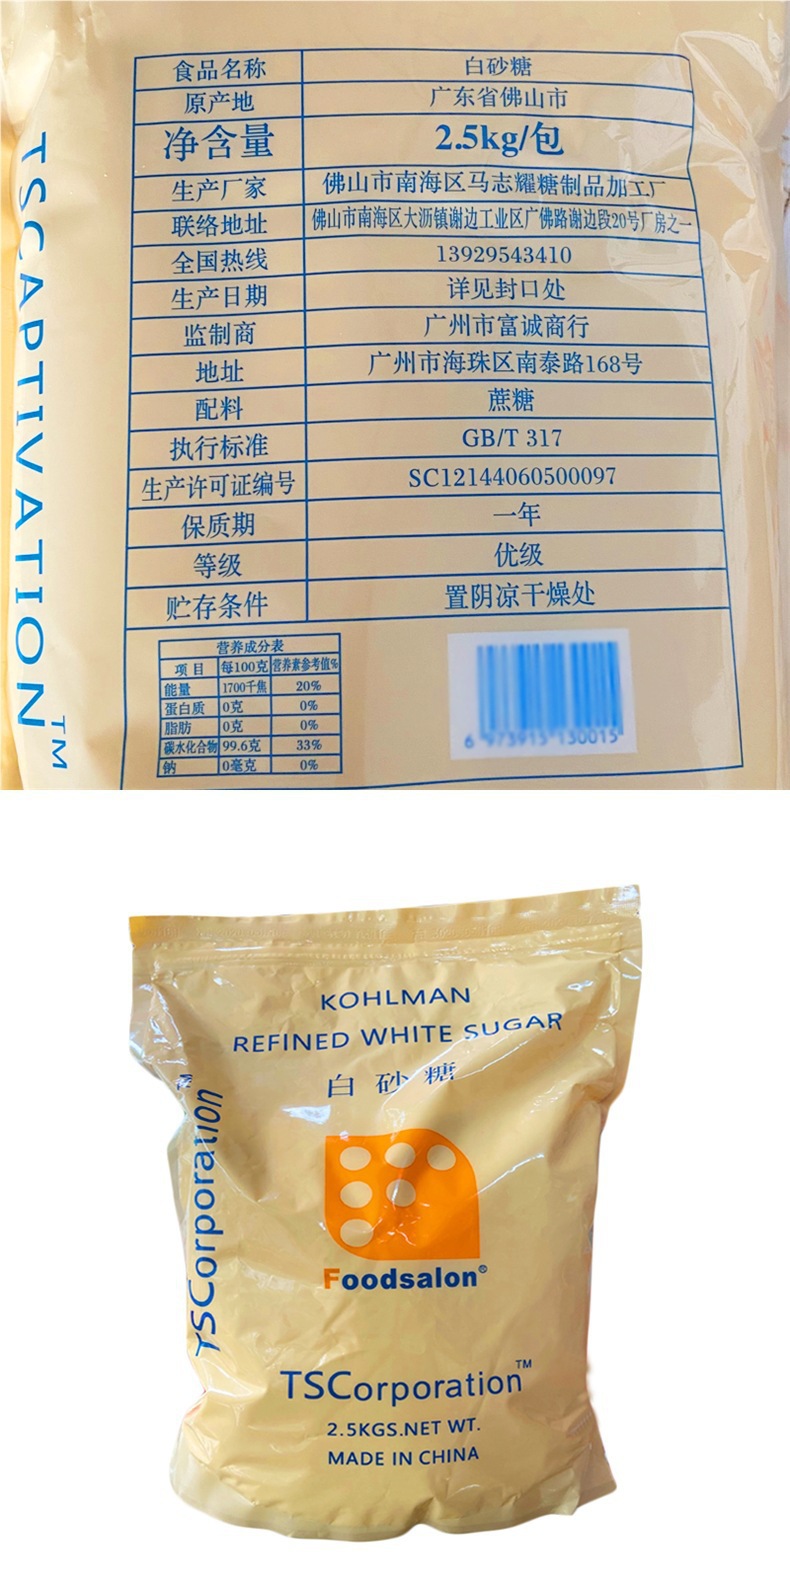 TSCAPTIVATION™
食品名称 白砂糖
原产地 广东省佛山市
净含量 2.5kg/包
生产厂家 佛山市南海区马志耀糖制品加工厂
联络地址 佛山市南海区大沥镇谢边工业区广佛路谢边段20号厂房之一
全国热线 13929543410
生产日期 详见封口处
监制商 广州市富诚商行
地址 广州市海珠区南泰路168号
配料 蔗糖
执行标准 GB/T 317
生产许可证编号 SC12144060500097
保质期 一年
等级 优级
贮存条件 置阴凉干燥处
营养成分表
项目 每100克 营养素参考值%
能量 1700千焦 20%
蛋白质 0克 0%
脂肪 0克 0%
碳水化合物 99.6克 33%
钠 0毫克 0%
6 973915 130015
KOHLMAN
REFINED WHITE SUGAR
白砂糖
TSCorporation™
Foodsalon®
TSCorporation™
2.5KGS.NET WT.
MADE IN CHINA